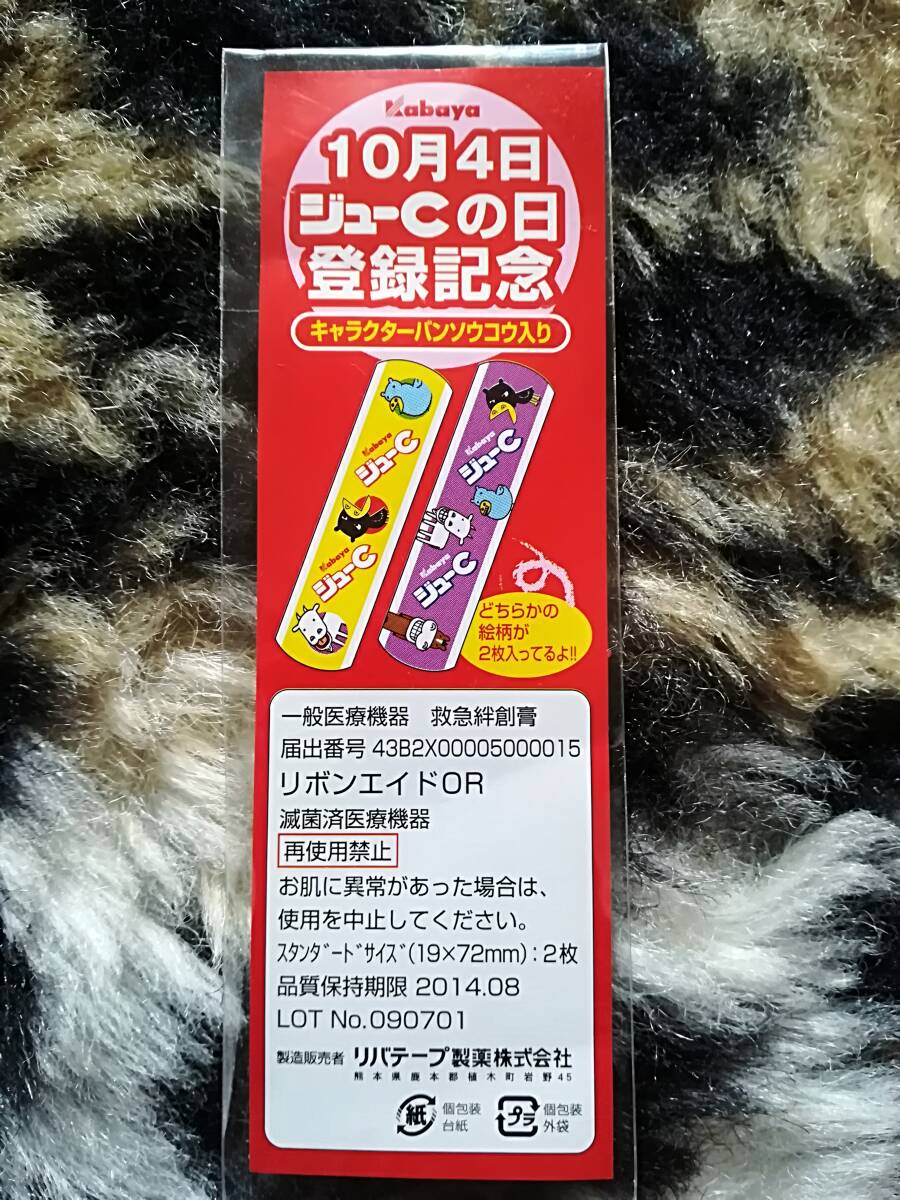 Kabaya
10月4日
ジューCの日
登録記念
キャラクターバンソウコウ入り
Kabaya
ジューC
Kabaya
ジューC
Kabaya
ジューC
Kabaya
ジューC
どちらかの
絵柄が
2枚入ってるよ!!
一般医療機器 救急絆創膏
届出番号 43B2X00005000015
リボンエイドOR
滅菌済医療機器
再使用禁止
お肌に異常があった場合は、
使用を中止してください。
ｽﾀﾝﾀﾞｰﾄﾞｻｲｽﾞ(19×72mm):2枚
品質保持期限 2014.08
LOT No.090701
製造販売者 リバテープ製薬株式会社
熊本県鹿本郡植木町岩野45
紙 個包装
台紙
プラ 個包装
外袋